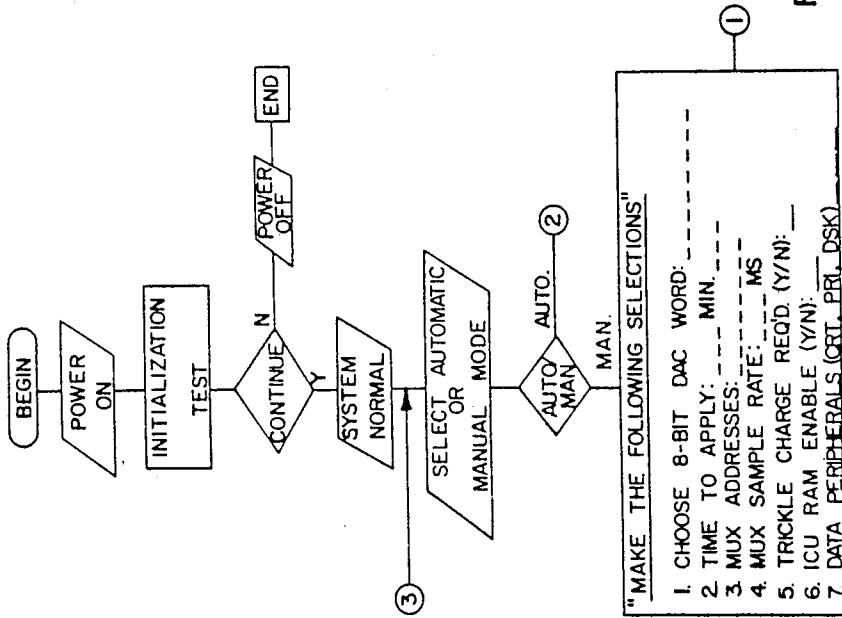 BEGIN
POWER
ON
INITIALIZATION
TEST
CONTINUE
N
POWER
OFF
END
Y
SYSTEM
NORMAL
3
SELECT AUTOMATIC
OR
MANUAL MODE
AUTO/
MAN
AUTO.
2
MAN.
"MAKE THE FOLLOWING SELECTIONS"
1. CHOOSE 8-BIT DAC WORD: _ _ _ _ _ _ _ _
2. TIME TO APPLY: _ _ _ MIN. _ _ _
3. MUX ADDRESSES: _ _ _ _ _ _ _ _
4. MUX SAMPLE RATE: _ _ _ MS
5. TRICKLE CHARGE REQ'D. (Y/N): __
6. ICU RAM ENABLE (Y/N): __
7. DATA PERIPHERALS (CRT, PRI, DSK) ___
1